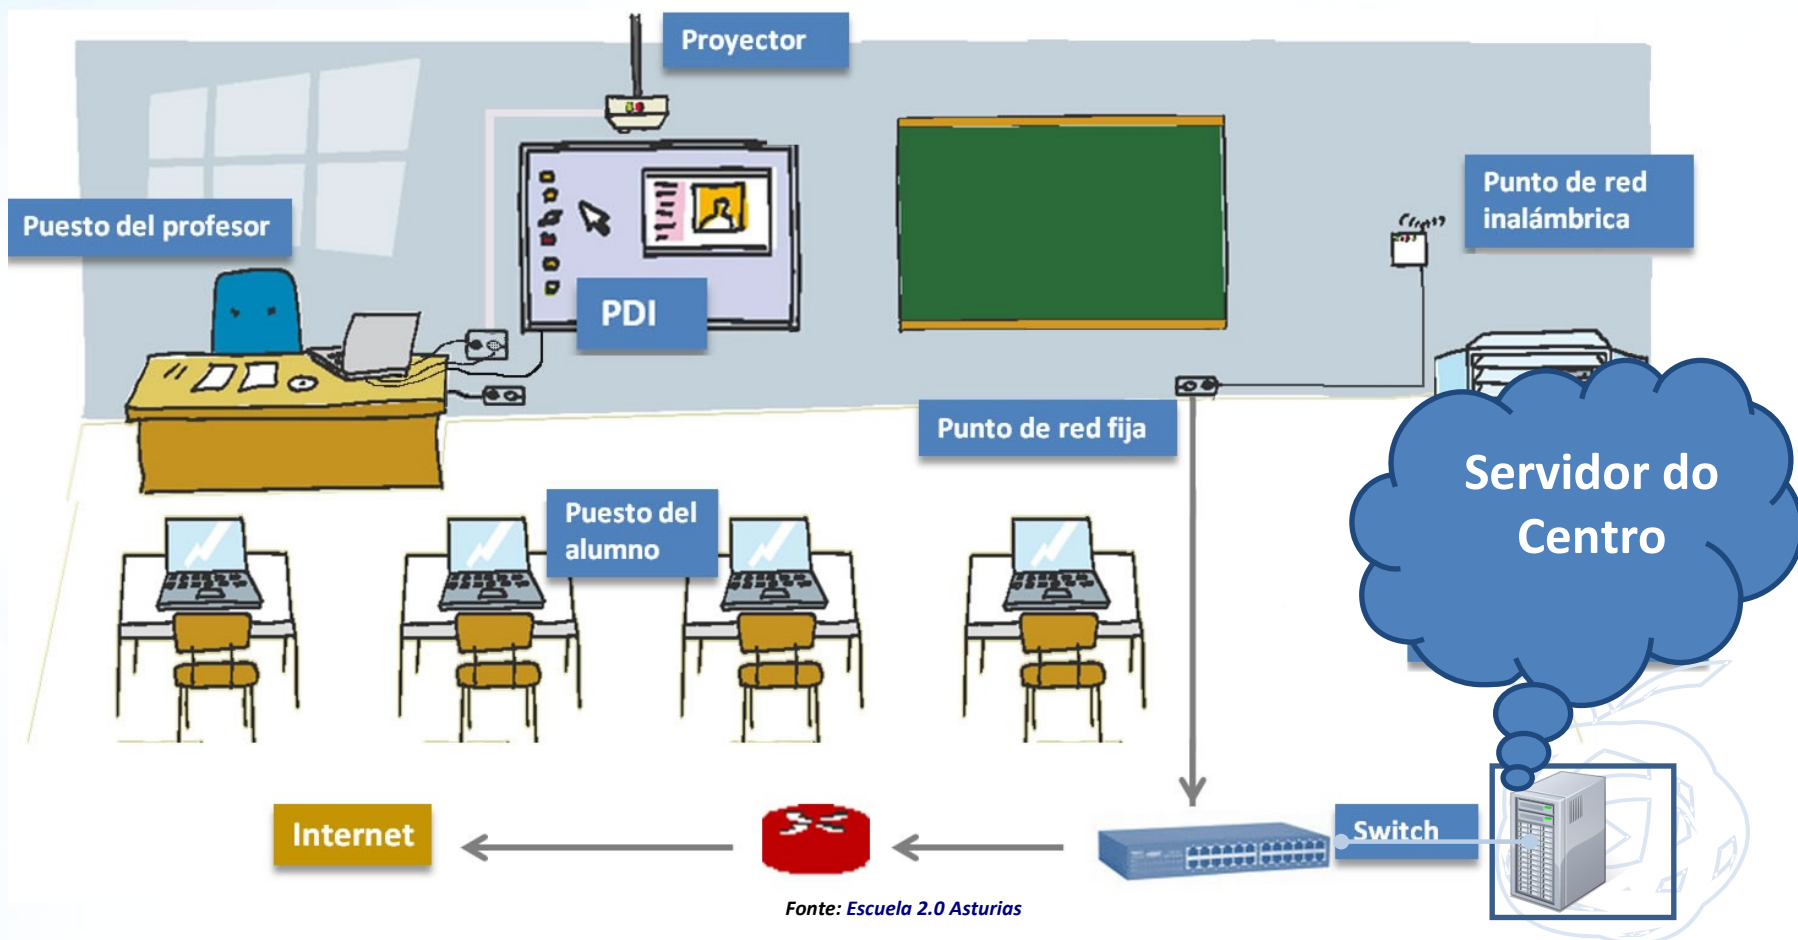 Proyector
Punto de red
inalámbrica
Puesto del profesor
PDI
Punto de red fija
Servidor do
Centro
Puesto del
alumno
Internet
Switch
Fonte: Escuela 2.0 Asturias